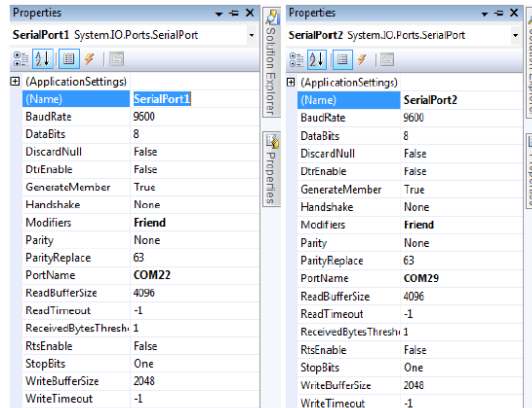 Properties
SerialPort1 System.IO.Ports.SerialPort
(ApplicationSettings)
(Name) SerialPort1
BaudRate 9600
DataBits 8
DiscardNull False
DtrEnable False
GenerateMember True
Handshake None
Modifiers Friend
Parity None
ParityReplace 63
PortName COM22
ReadBufferSize 4096
ReadTimeout -1
ReceivedBytesThresh 1
RtsEnable False
StopBits One
WriteBufferSize 2048
WriteTimeout -1
Solution Explorer
Properties
Properties
SerialPort2 System.IO.Ports.SerialPort
(ApplicationSettings)
(Name) SerialPort2
BaudRate 9600
DataBits 8
DiscardNull False
DtrEnable False
GenerateMember True
Handshake None
Modifiers Friend
Parity None
ParityReplace 63
PortName COM29
ReadBufferSize 4096
ReadTimeout -1
ReceivedBytesThresh 1
RtsEnable False
StopBits One
WriteBufferSize 2048
WriteTimeout -1